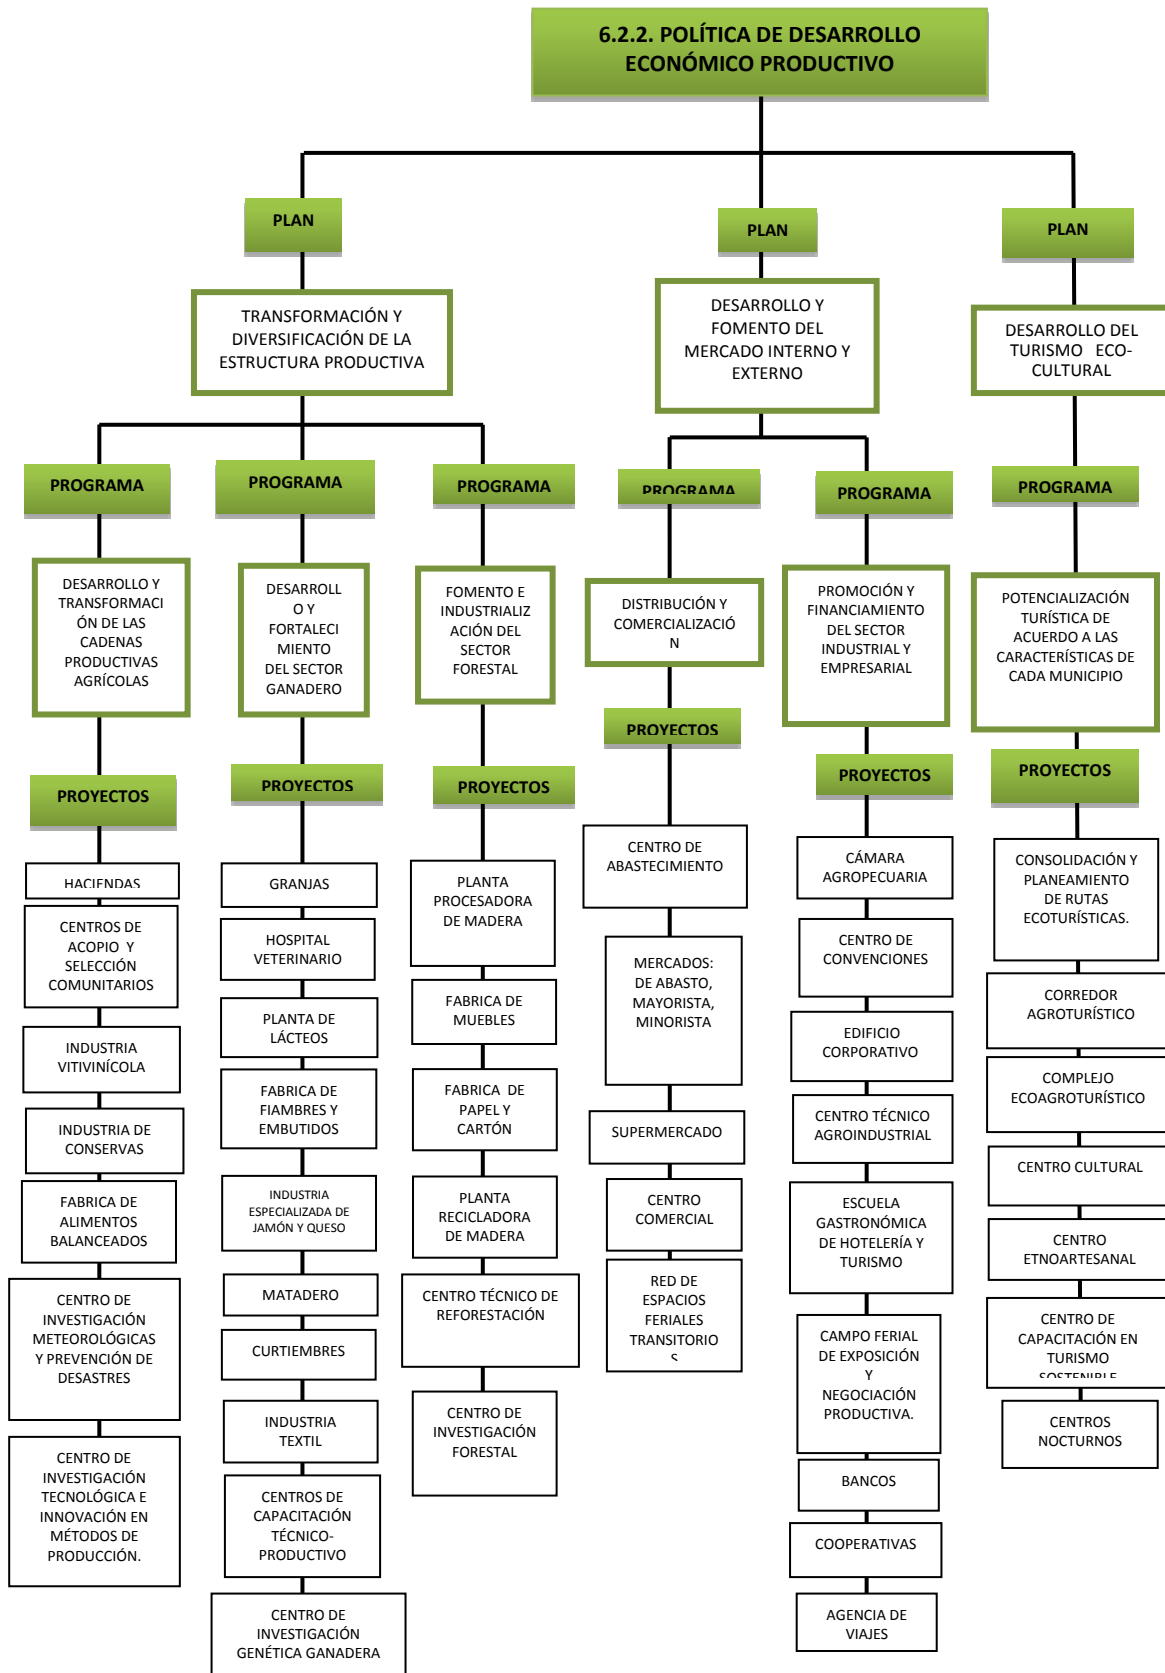 6.2.2. POLÍTICA DE DESARROLLO
ECONÓMICO PRODUCTIVO
PLAN
TRANSFORMACIÓN Y
DIVERSIFICACIÓN DE LA
ESTRUCTURA PRODUCTIVA
PLAN
DESARROLLO Y
FOMENTO DEL
MERCADO INTERNO Y
EXTERNO
PLAN
DESARROLLO DEL
TURISMO ECO-
CULTURAL
PROGRAMA
DESARROLLO Y
TRANSFORMACI
ÓN DE LAS
CADENAS
PRODUCTIVAS
AGRÍCOLAS
PROYECTOS
HACIENDAS
CENTROS DE
ACOPIO Y
SELECCIÓN
COMUNITARIOS
INDUSTRIA
VITIVINÍCOLA
INDUSTRIA DE
CONSERVAS
FABRICA DE
ALIMENTOS
BALANCEADOS
CENTRO DE
INVESTIGACIÓN
METEOROLÓGICAS
Y PREVENCIÓN DE
DESASTRES
CENTRO DE
INVESTIGACIÓN
TECNOLÓGICA E
INNOVACIÓN EN
MÉTODOS DE
PRODUCCIÓN.
PROGRAMA
DESARROLL
O Y
FORTALECI
MIENTO
DEL SECTOR
GANADERO
PROYECTOS
GRANJAS
HOSPITAL
VETERINARIO
PLANTA DE
LÁCTEOS
FABRICA DE
FIAMBRES Y
EMBUTIDOS
INDUSTRIA
ESPECIALIZADA DE
JAMÓN Y QUESO
MATADERO
CURTIEMBRES
INDUSTRIA
TEXTIL
CENTROS DE
CAPACITACIÓN
TÉCNICO-
PRODUCTIVO
CENTRO DE
INVESTIGACIÓN
GENÉTICA GANADERA
PROGRAMA
FOMENTO E
INDUSTRIALIZ
ACIÓN DEL
SECTOR
FORESTAL
PROYECTOS
PLANTA
PROCESADORA
DE MADERA
FABRICA DE
MUEBLES
FABRICA DE
PAPEL Y
CARTÓN
PLANTA
RECICLADORA
DE MADERA
CENTRO TÉCNICO DE
REFORESTACIÓN
CENTRO DE
INVESTIGACIÓN
FORESTAL
PROGRAMA
DISTRIBUCIÓN Y
COMERCIALIZACIÓ
N
PROYECTOS
CENTRO DE
ABASTECIMIENTO
MERCADOS:
DE ABASTO,
MAYORISTA,
MINORISTA
SUPERMERCADO
CENTRO
COMERCIAL
RED DE
ESPACIOS
FERIALES
TRANSITORIO
S
PROGRAMA
PROMOCIÓN Y
FINANCIAMIENTO
DEL SECTOR
INDUSTRIAL Y
EMPRESARIAL
PROYECTOS
CÁMARA
AGROPECUARIA
CENTRO DE
CONVENCIONES
EDIFICIO
CORPORATIVO
CENTRO TÉCNICO
AGROINDUSTRIAL
ESCUELA
GASTRONÓMICA
DE HOTELERÍA Y
TURISMO
CAMPO FERIAL
DE EXPOSICIÓN
Y
NEGOCIACIÓN
PRODUCTIVA.
BANCOS
COOPERATIVAS
AGENCIA DE
VIAJES
PROGRAMA
POTENCIALIZACIÓN
TURÍSTICA DE
ACUERDO A LAS
CARACTERÍSTICAS DE
CADA MUNICIPIO
PROYECTOS
CONSOLIDACIÓN Y
PLANEAMIENTO
DE RUTAS
ECOTURÍSTICAS.
CORREDOR
AGROTURÍSTICO
COMPLEJO
ECOAGROTURÍSTICO
CENTRO CULTURAL
CENTRO
ETNOARTESANAL
CENTRO DE
CAPACITACIÓN EN
TURISMO
SOSTENIBLE
CENTROS
NOCTURNOS